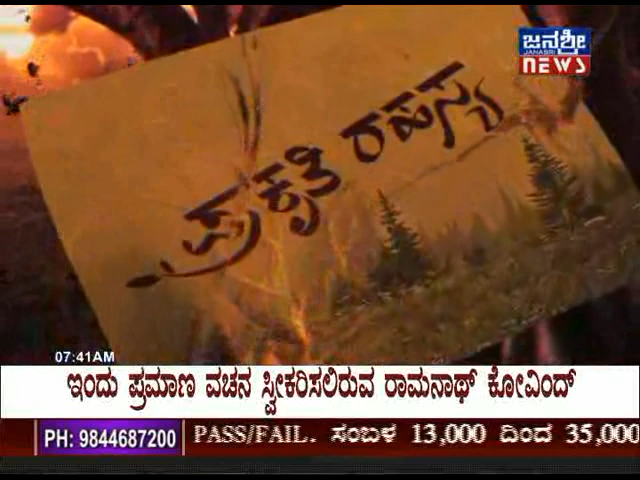 ಜನಶ್ರೀ
JANASRI
NEWS
ಪ್ರಕೃತಿ ರಹಸ್ಯ
07:41AM
ಇಂದು ಪ್ರಮಾಣ ವಚನ ಸ್ವೀಕರಿಸಲಿರುವ ರಾಮನಾಥ್ ಕೋವಿಂದ್
PH: 9844687200 PASS/FAIL. ಸಂಬಳ 13,000 ದಿಂದ 35,000